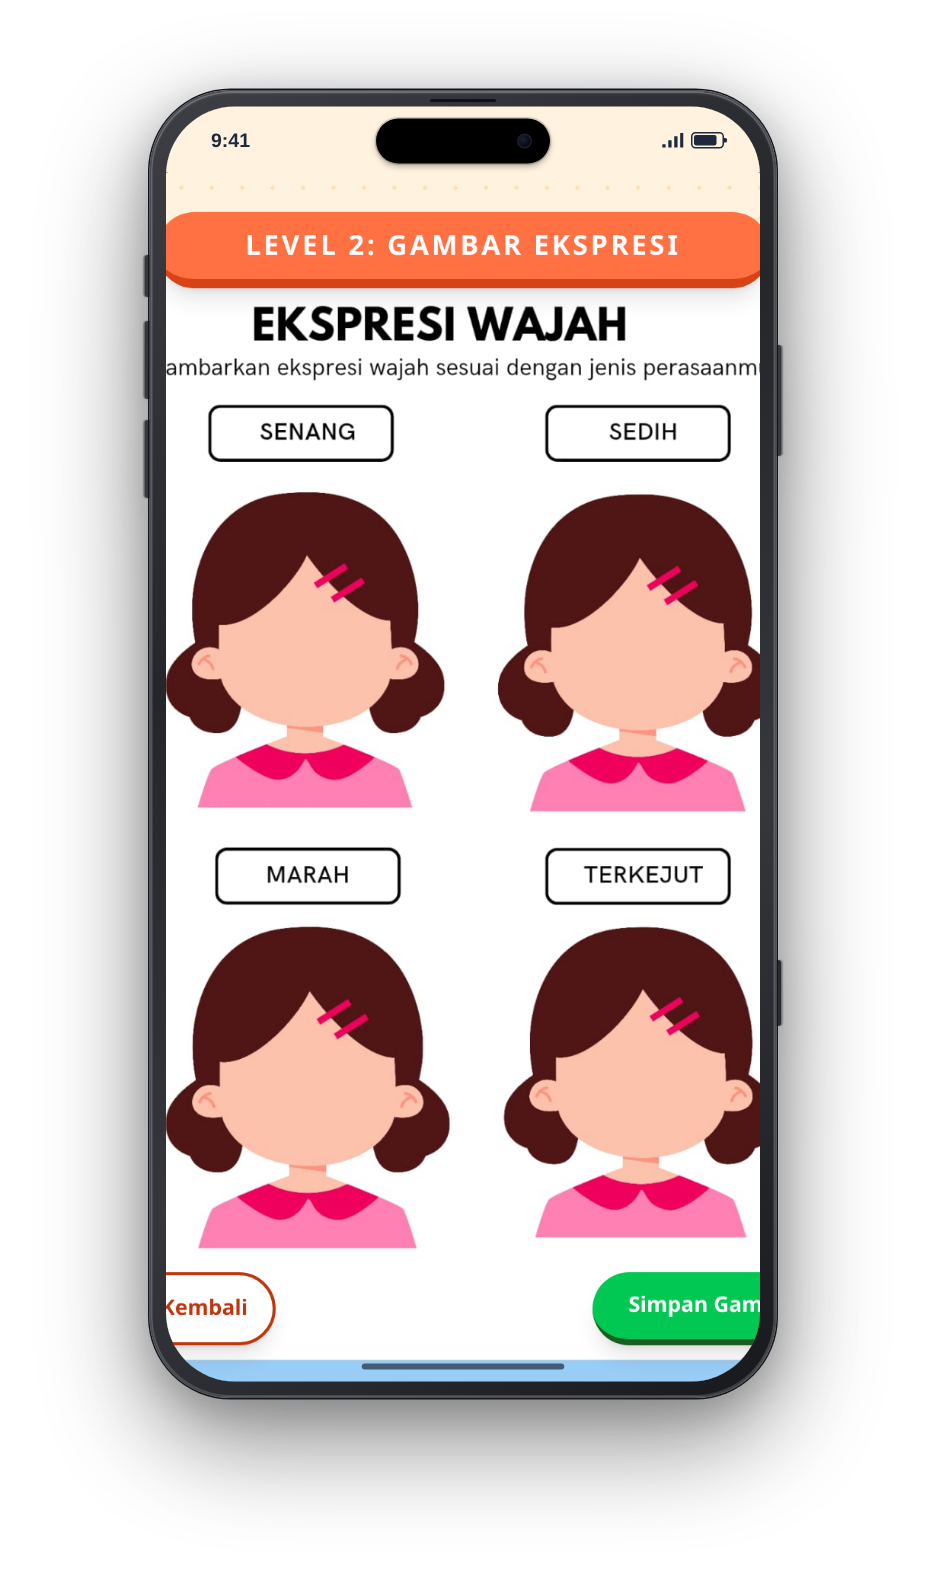 9:41
LEVEL 2: GAMBAR EKSPRESI
EKSPRESI WAJAH
ambarkan ekspresi wajah sesuai dengan jenis perasaanmu
SENANG
SEDIH
MARAH
TERKEJUT
Kembali
Simpan Gam